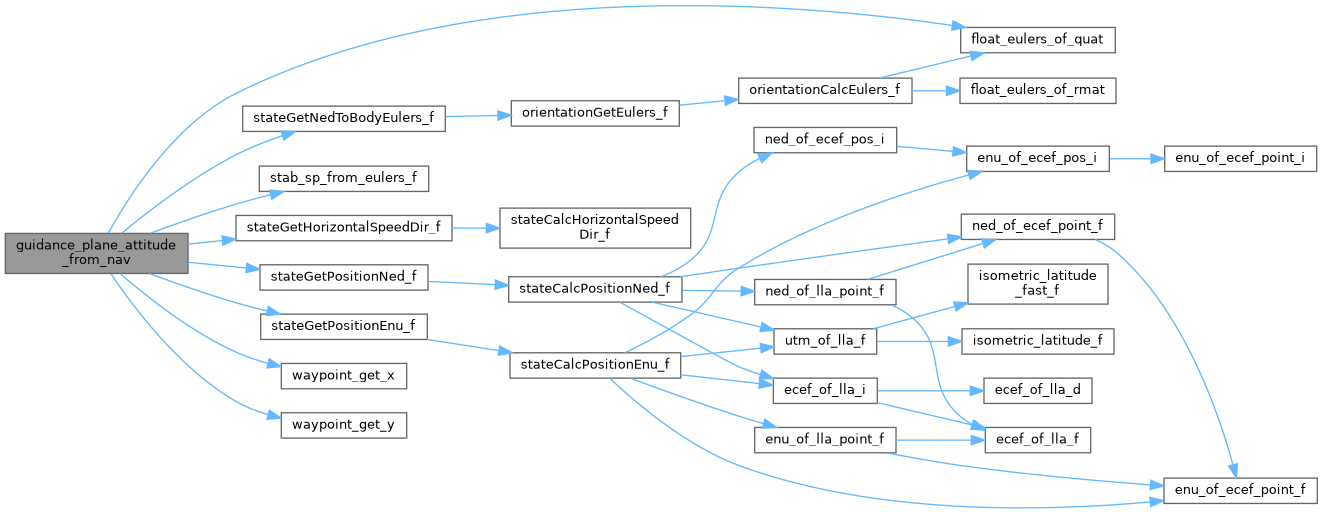 guidance_plane_attitude
_from_nav
stateGetNedToBodyEulers_f
stab_sp_from_eulers_f
stateGetHorizontalSpeedDir_f
stateGetPositionNed_f
stateGetPositionEnu_f
waypoint_get_x
waypoint_get_y
orientationGetEulers_f
stateCalcHorizontalSpeed
Dir_f
stateCalcPositionNed_f
stateCalcPositionEnu_f
orientationCalcEulers_f
ned_of_ecef_pos_i
ned_of_lla_point_f
utm_of_lla_f
ecef_of_lla_i
enu_of_lla_point_f
float_eulers_of_quat
float_eulers_of_rmat
enu_of_ecef_pos_i
ned_of_ecef_point_f
isometric_latitude
_fast_f
isometric_latitude_f
ecef_of_lla_d
ecef_of_lla_f
enu_of_ecef_point_i
enu_of_ecef_point_f